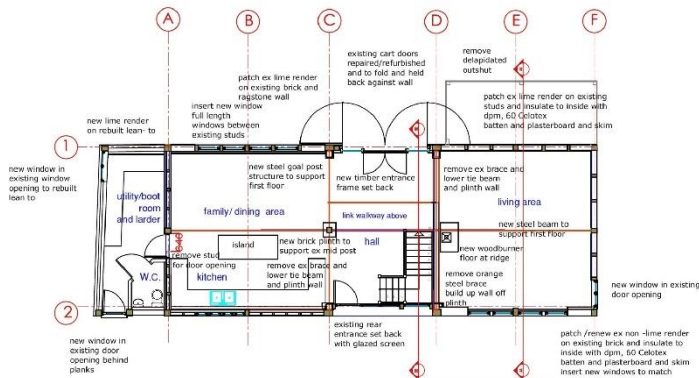 A
B
C
D
E
F
existing cart doors
repaired/refurbished
and to fold and held
back against wall
remove
delapidated
outshut
patch ex lime render
on existing brick and
ragstone wall
insert new window
full length
windows between
existing studs
patch ex lime render on existing
studs and insulate to inside with
dpm, 60 Celotex
batten and plasterboard and skim
new lime render
on rebuilt lean- to
1
new window in
existing window
opening to rebuilt
lean to
new steel goal post
structure to support
first floor
new timber entrance
frame set back
remove ex brace and
lower tie beam
and plinth wall
utility/boot
room
and larder
family/ dining area
link walkway above
living area
hall
new steel beam to
support first floor
640
island
new brick plinth to
support ex mid post
remove stud
for door opening
new woodburner
floor at ridge
W.C.
kitchen
remove ex brace and
lower tie beam
and plinth wall
remove orange
steel brace
build up wall off
plinth
new window in existing
door opening
2
existing rear
entrance set back
with glazed screen
new window in
existing door
opening behind
planks
patch /renew ex non -lime render
on existing brick and insulate to
inside with dpm, 60 Celotex
batten and plasterboard and skim
insert new windows to match